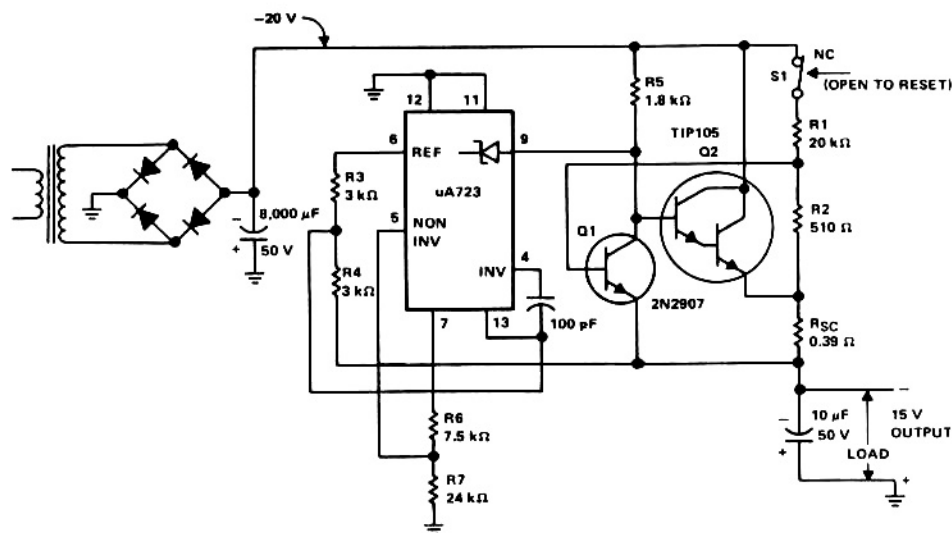 −20 V
NC
S1
(OPEN TO RESET)
12
11
R5
1.8 kΩ
TIP105
Q2
R1
20 kΩ
6
REF
9
R3
3 kΩ
uA723
8,000 μF
−
+
50 V
5
NON
INV
R2
510 Ω
Q1
R4
3 kΩ
INV
4
2N2907
7
13
100 pF
RSC
0.39 Ω
R6
7.5 kΩ
−
10 μF
50 V
+
15 V
OUTPUT
−
LOAD
+
R7
24 kΩ